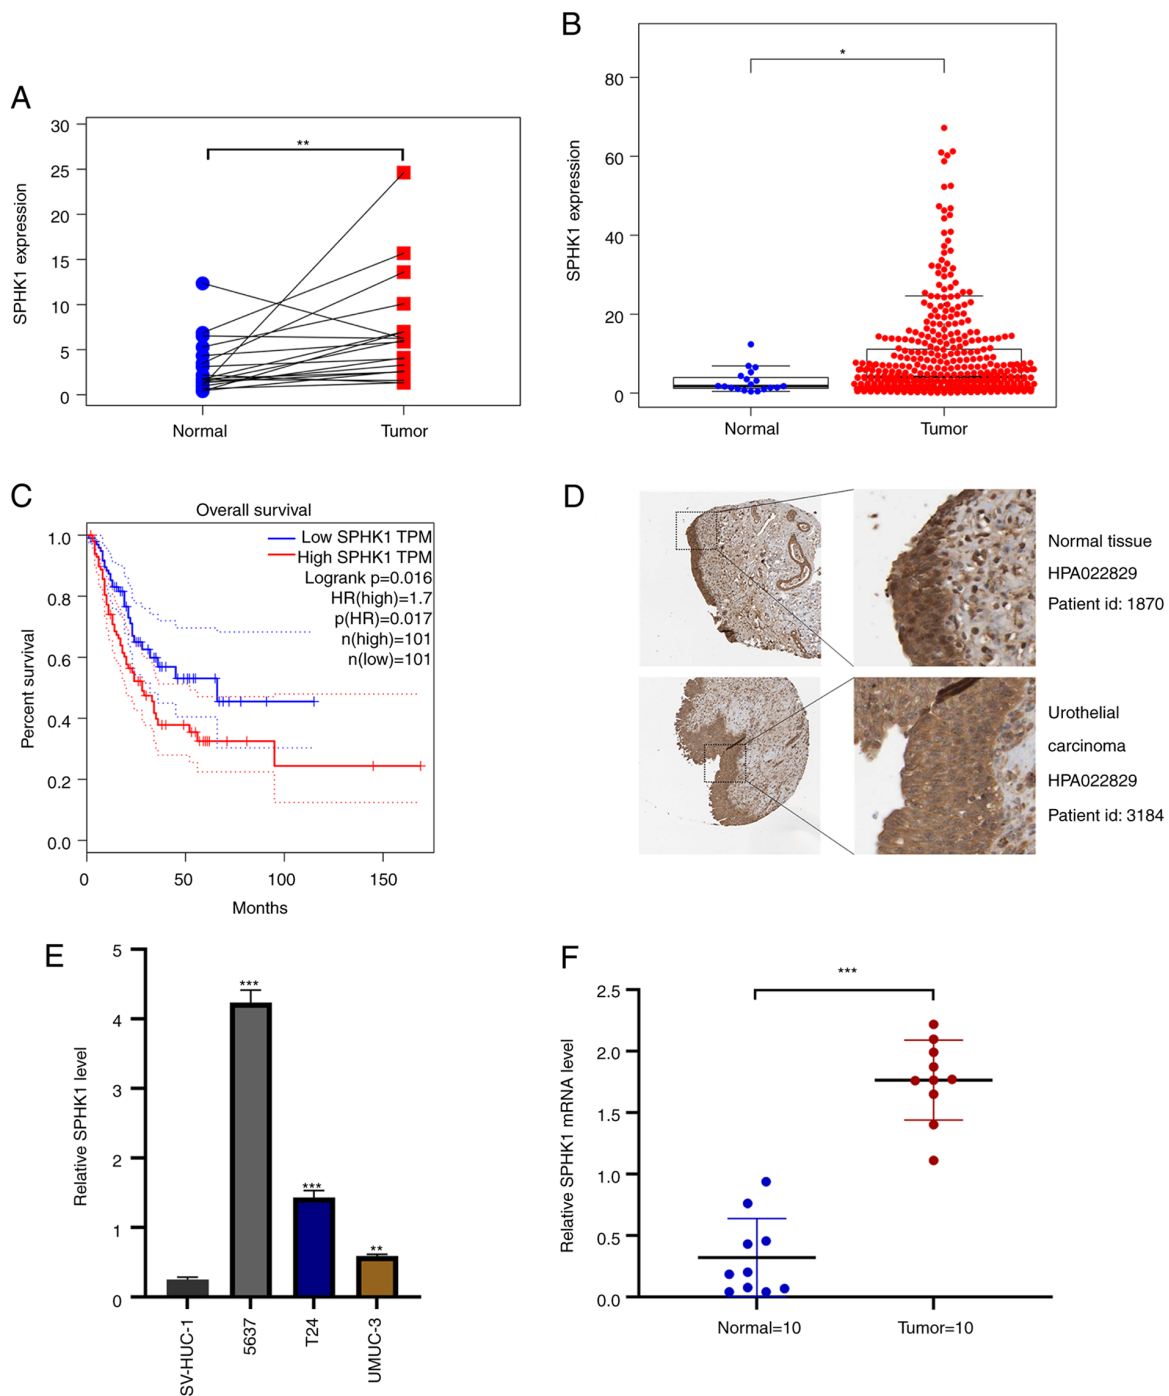 A
SPHK1 expression
30
25
20
15
10
5
0
**
Normal
Tumor
B
SPHK1 expression
80
60
40
20
0
*
Normal
Tumor
C
Overall survival
Percent survival
1.0
0.8
0.6
0.4
0.2
0.0
Low SPHK1 TPM
High SPHK1 TPM
Logrank p=0.016
HR(high)=1.7
p(HR)=0.017
n(high)=101
n(low)=101
0
50
100
150
Months
D
Normal tissue
HPA022829
Patient id: 1870
Urothelial
carcinoma
HPA022829
Patient id: 3184
E
Relative SPHK1 level
5
4
3
2
1
0
***
***
**
SV-HUC-1
5637
T24
UMUC-3
F
Relative SPHK1 mRNA level
2.5
2.0
1.5
1.0
0.5
0.0
***
Normal=10
Tumor=10